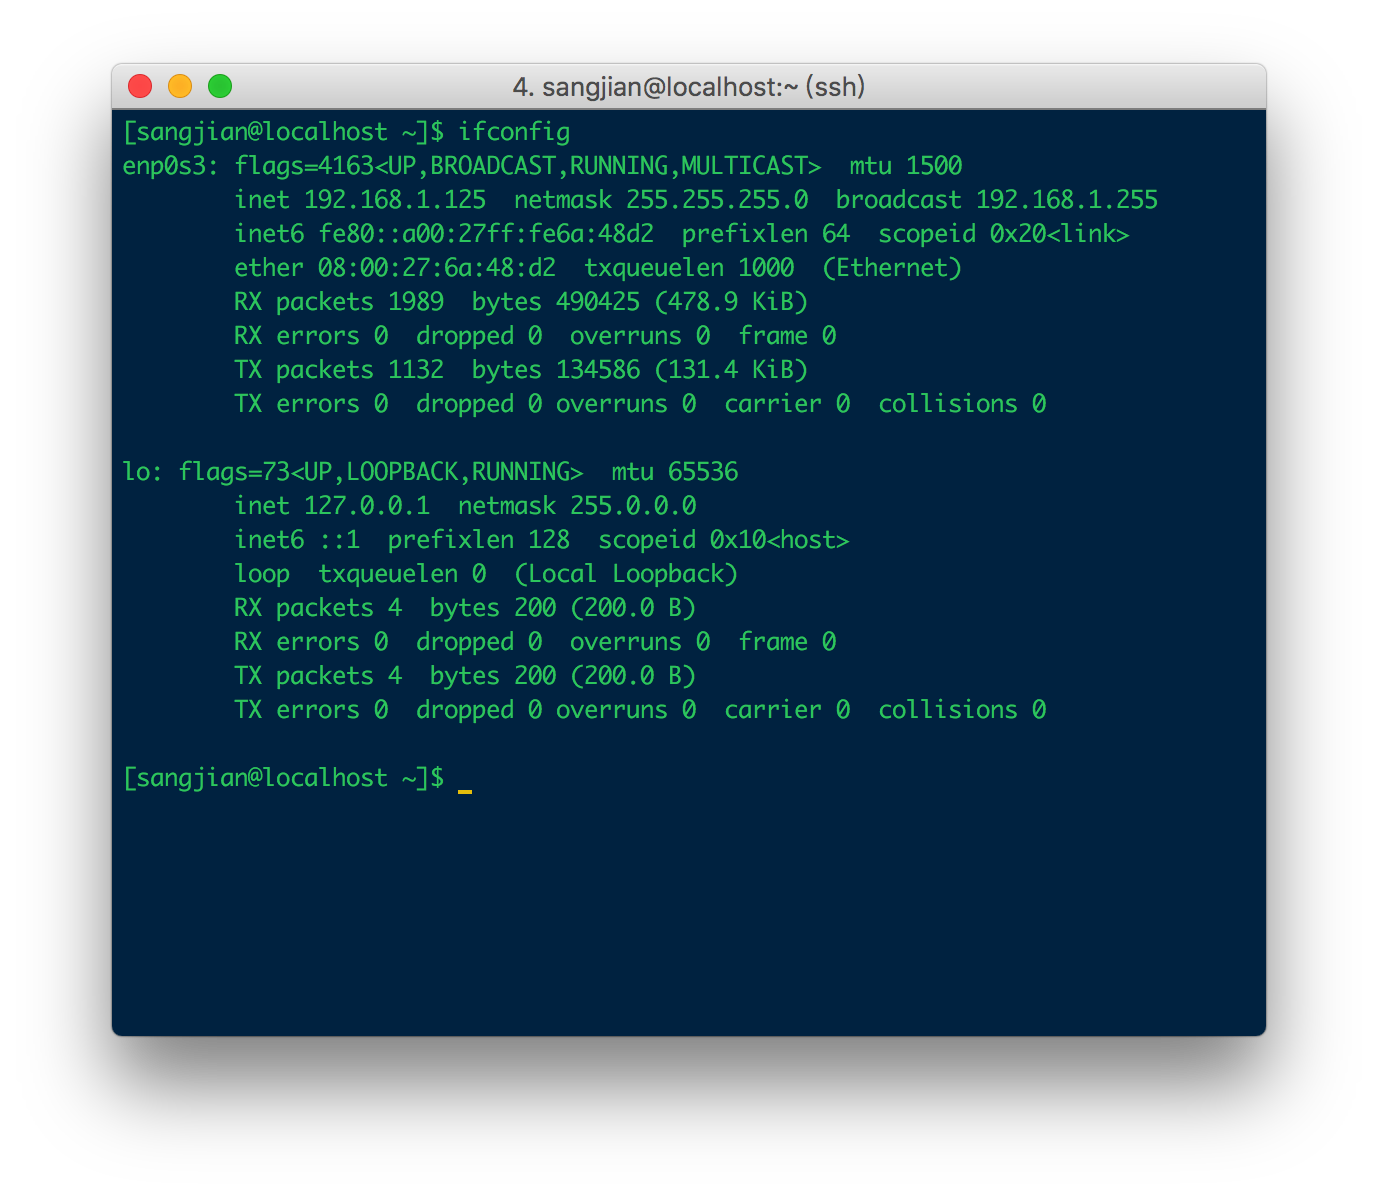 4. sangjian@localhost:~ (ssh)
[sangjian@localhost ~]$ ifconfig
enp0s3: flags=4163<UP,BROADCAST,RUNNING,MULTICAST>  mtu 1500
        inet 192.168.1.125  netmask 255.255.255.0  broadcast 192.168.1.255
        inet6 fe80::a00:27ff:fe6a:48d2  prefixlen 64  scopeid 0x20<link>
        ether 08:00:27:6a:48:d2  txqueuelen 1000  (Ethernet)
        RX packets 1989  bytes 490425 (478.9 KiB)
        RX errors 0  dropped 0  overruns 0  frame 0
        TX packets 1132  bytes 134586 (131.4 KiB)
        TX errors 0  dropped 0 overruns 0  carrier 0  collisions 0

lo: flags=73<UP,LOOPBACK,RUNNING>  mtu 65536
        inet 127.0.0.1  netmask 255.0.0.0
        inet6 ::1  prefixlen 128  scopeid 0x10<host>
        loop  txqueuelen 0  (Local Loopback)
        RX packets 4  bytes 200 (200.0 B)
        RX errors 0  dropped 0  overruns 0  frame 0
        TX packets 4  bytes 200 (200.0 B)
        TX errors 0  dropped 0 overruns 0  carrier 0  collisions 0

[sangjian@localhost ~]$